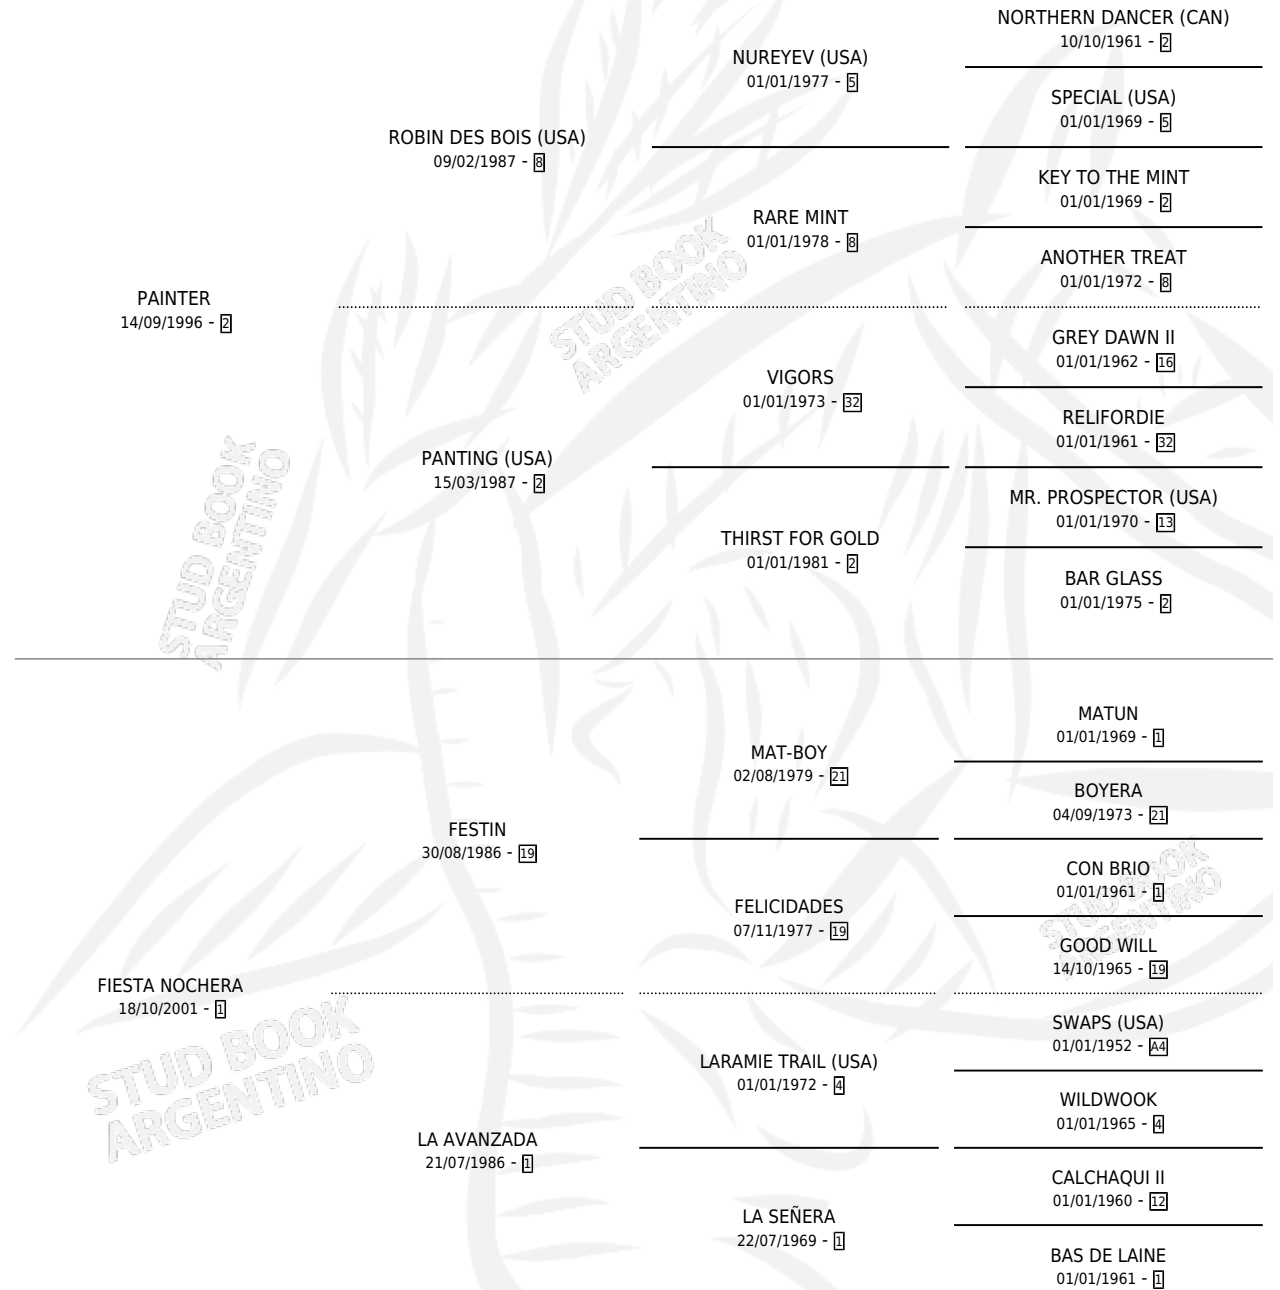 NORTHERN DANCER (CAN)
10/10/1961 - 2
NUREYEV (USA)
01/01/1977 - 5
SPECIAL (USA)
01/01/1969 - 5
ROBIN DES BOIS (USA)
09/02/1987 - 8
KEY TO THE MINT
01/01/1969 - 2
RARE MINT
01/01/1978 - 8
ANOTHER TREAT
01/01/1972 - 8
PAINTER
14/09/1996 - 2
GREY DAWN II
01/01/1962 - 16
VIGORS
01/01/1973 - 32
RELIFORDIE
01/01/1961 - 32
PANTING (USA)
15/03/1987 - 2
MR. PROSPECTOR (USA)
01/01/1970 - 13
THIRST FOR GOLD
01/01/1981 - 2
BAR GLASS
01/01/1975 - 2
MATUN
01/01/1969 - 1
MAT-BOY
02/08/1979 - 21
BOYERA
04/09/1973 - 21
FESTIN
30/08/1986 - 19
CON BRIO
01/01/1961 - 1
FELICIDADES
07/11/1977 - 19
GOOD WILL
14/10/1965 - 19
FIESTA NOCHERA
18/10/2001 - 1
SWAPS (USA)
01/01/1952 - A4
LARAMIE TRAIL (USA)
01/01/1972 - 4
WILDWOOK
01/01/1965 - 4
LA AVANZADA
21/07/1986 - 1
CALCHAQUI II
01/01/1960 - 12
LA SEÑERA
22/07/1969 - 1
BAS DE LAINE
01/01/1961 - 1
STUD BOOK
ARGENTINO
STUD BOOK
ARGENTINO
STUD BOOK
ARGENTINO
STUD BOOK
ARGENTINO